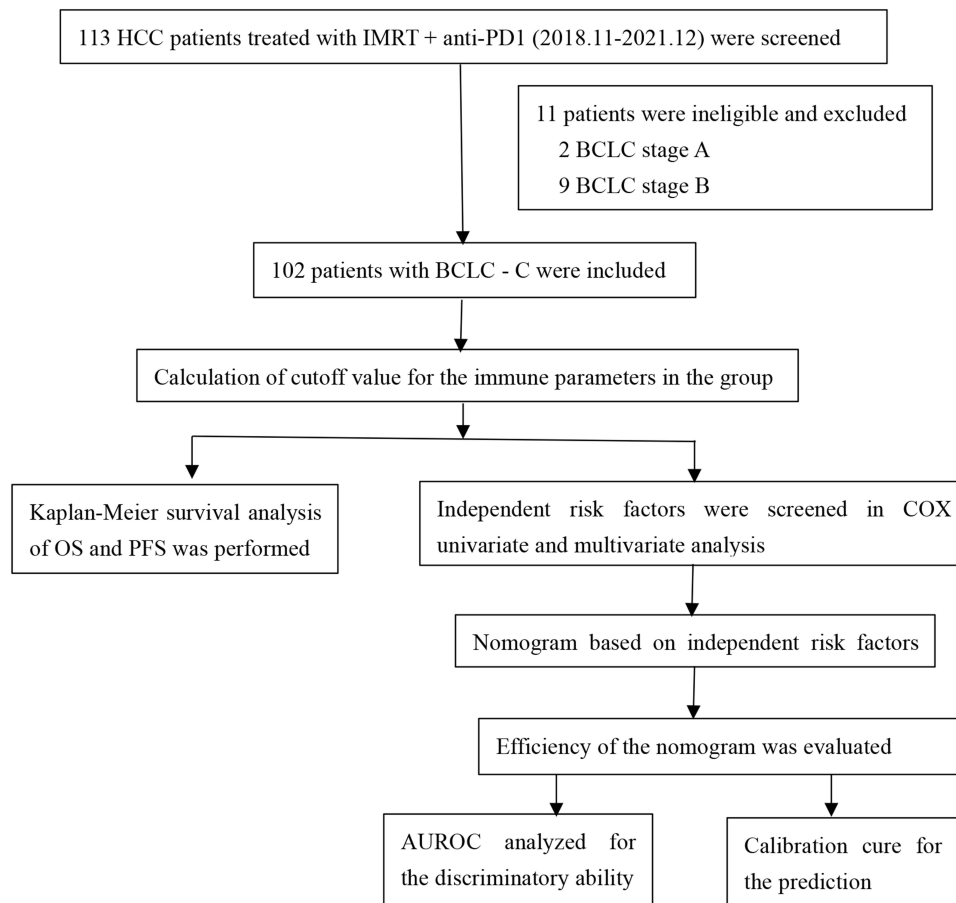 113 HCC patients treated with IMRT + anti-PD1 (2018.11-2021.12) were screened
11 patients were ineligible and excluded
2 BCLC stage A
9 BCLC stage B
102 patients with BCLC - C were included
Calculation of cutoff value for the immune parameters in the group
Kaplan-Meier survival analysis
of OS and PFS was performed
Independent risk factors were screened in COX
univariate and multivariate analysis
Nomogram based on independent risk factors
Efficiency of the nomogram was evaluated
AUROC analyzed for
the discriminatory ability
Calibration cure for
the prediction